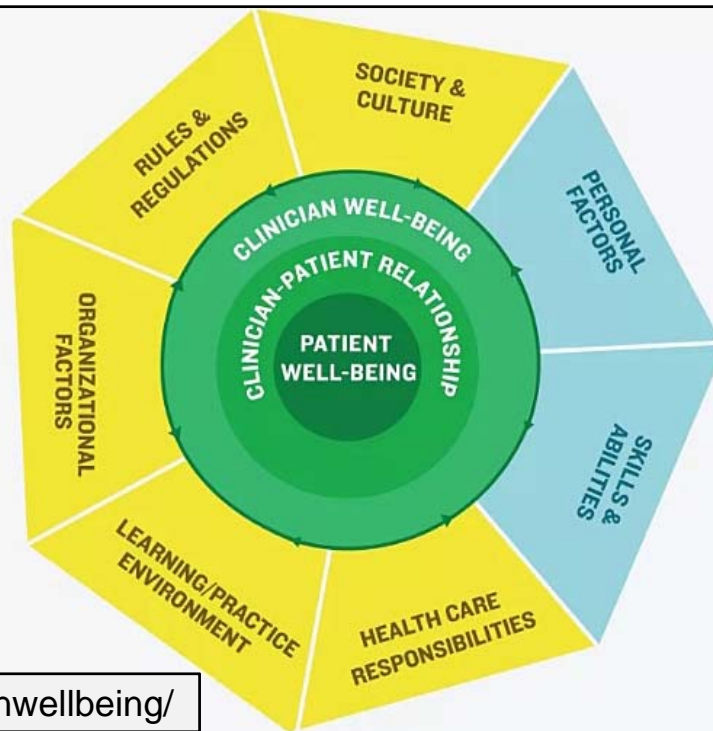 SOCIETY &
CULTURE
RULES &
REGULATIONS
PERSONAL
FACTORS
CLINICIAN WELL-BEING
CLINICIAN-PATIENT RELATIONSHIP
PATIENT
WELL-BEING
ORGANIZATIONAL
FACTORS
SKILLS &
ABILITIES
LEARNING/PRACTICE
ENVIRONMENT
HEALTH CARE
RESPONSIBILITIES
nwellbeing/